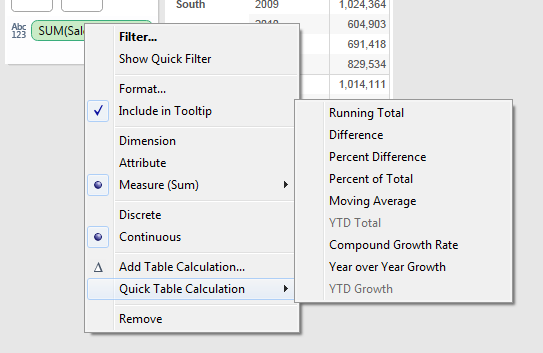 South 2009 1,024,364
2010 604,903
691,418
829,534
1,014,111
Abc
123
SUM(Sal
Filter...
Show Quick Filter
Format...
Include in Tooltip
Dimension
Attribute
Measure (Sum)
Discrete
Continuous
Δ Add Table Calculation...
Quick Table Calculation
Remove
Running Total
Difference
Percent Difference
Percent of Total
Moving Average
YTD Total
Compound Growth Rate
Year over Year Growth
YTD Growth